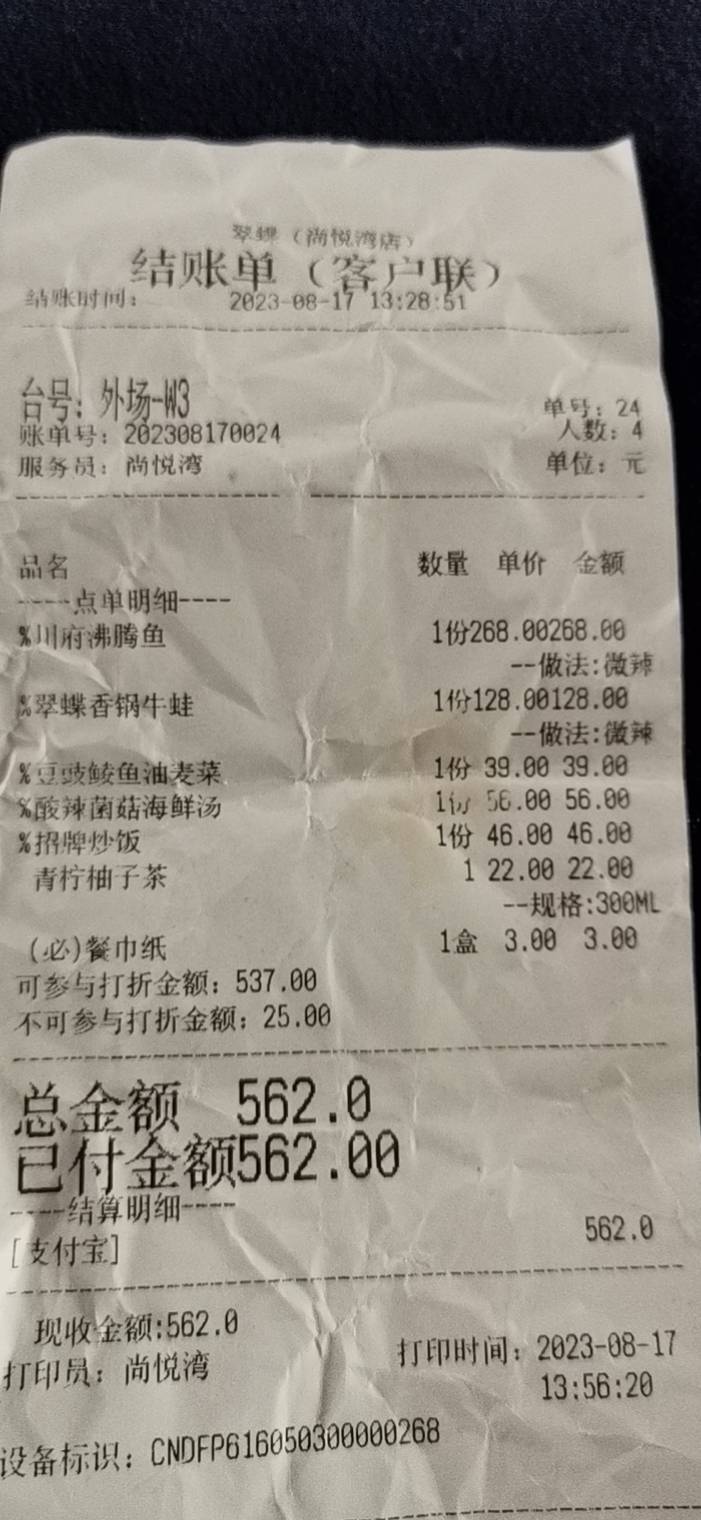 翠蝶（尚悦湾店）
结账单（客户联）
结账时间： 2023-08-17 13:28:51
台号：外场-W3
单号：24
账单号：202308170024 人数：4
服务员：尚悦湾 单位：元
品名 数量 单价 金额
----点单明细----
%川府沸腾鱼 1份268.00268.00
--做法:微辣
%翠蝶香锅牛蛙 1份128.00128.00
--做法:微辣
%豆豉鲮鱼油麦菜 1份 39.00 39.00
%酸辣菌菇海鲜汤 1份 56.00 56.00
%招牌炒饭 1份 46.00 46.00
青柠柚子茶 1 22.00 22.00
--规格:300ML
(必)餐巾纸 1盒 3.00 3.00
可参与打折金额：537.00
不可参与打折金额：25.00
总金额 562.0
已付金额562.00
----结算明细----
[支付宝] 562.0
现收金额:562.0
打印员：尚悦湾 打印时间：2023-08-17
13:56:20
设备标识：CNDFP616050300000268